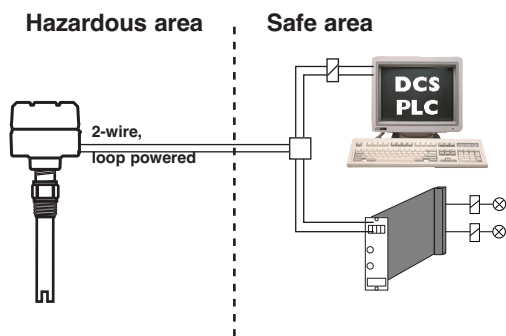 Hazardous area
Safe area
DCS
PLC
2-wire,
loop powered